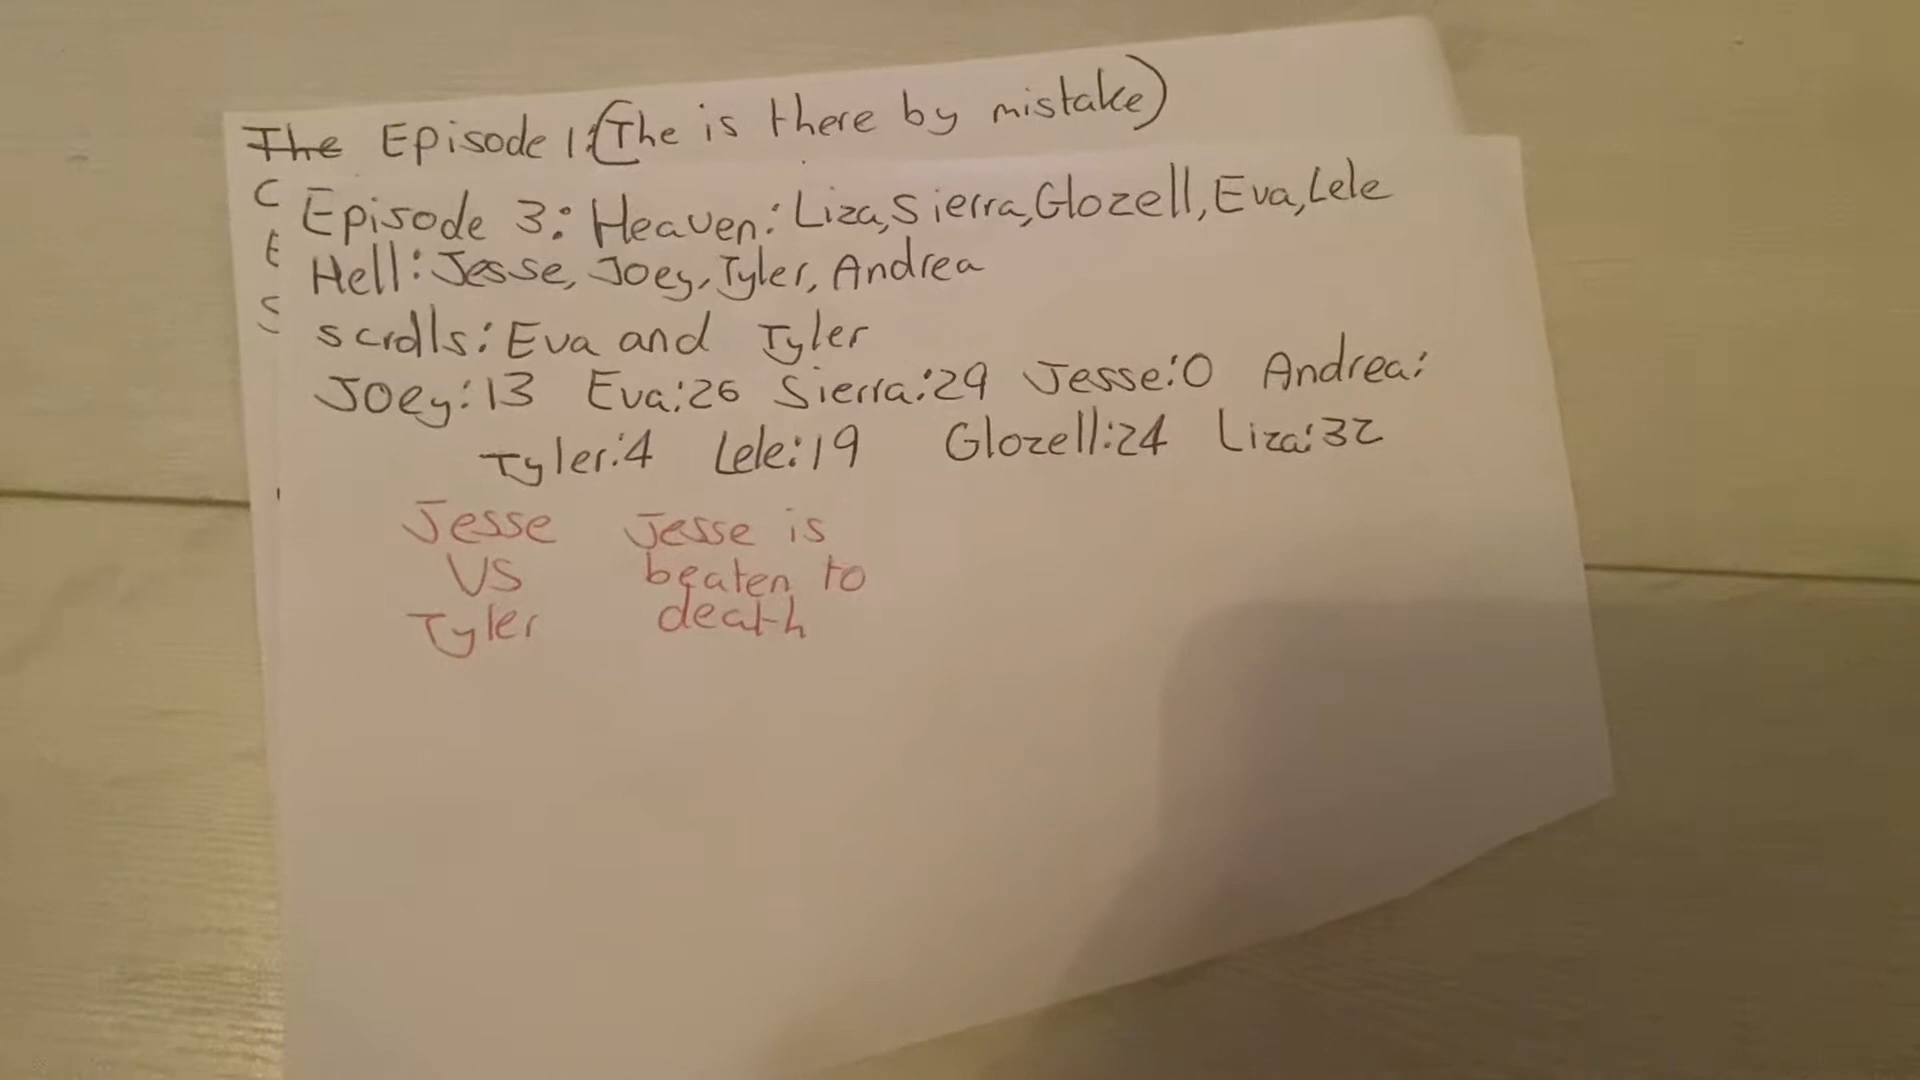 The Episode 1:(The is there by mistake)
Episode 3: Heaven: Liza, Sierra, Glozell, Eva, Lele
Hell: Jesse, Joey, Tyler, Andrea
scrolls: Eva and Tyler
Joey:13 Eva:26 Sierra:29 Jesse:0 Andrea:
Tyler:4 Lele:19 Glozell:24 Liza:32
Jesse
VS
Tyler
Jesse is
beaten to
death